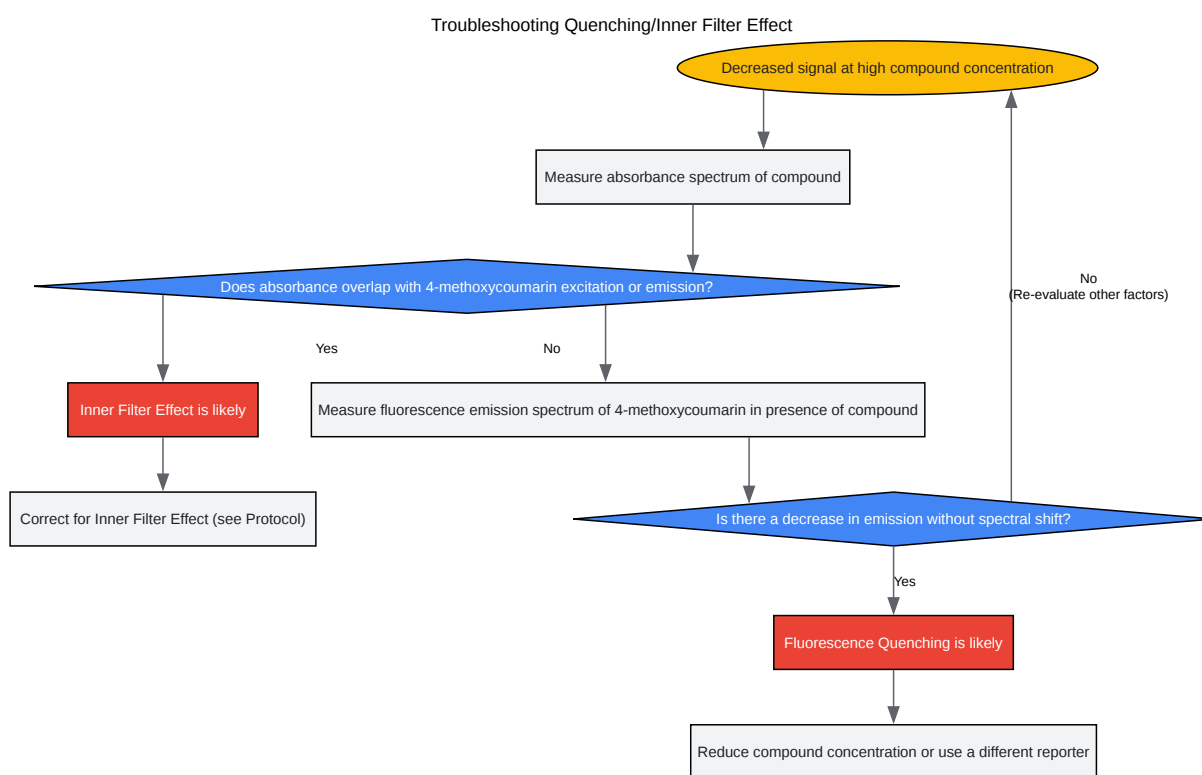 Troubleshooting Quenching/Inner Filter Effect
Decreased signal at high compound concentration
Measure absorbance spectrum of compound
Does absorbance overlap with 4-methoxycoumarin excitation or emission?
No
(Re-evaluate other factors)
Yes
No
Inner Filter Effect is likely
Measure fluorescence emission spectrum of 4-methoxycoumarin in presence of compound
Correct for Inner Filter Effect (see Protocol)
Is there a decrease in emission without spectral shift?
Yes
Fluorescence Quenching is likely
Reduce compound concentration or use a different reporter